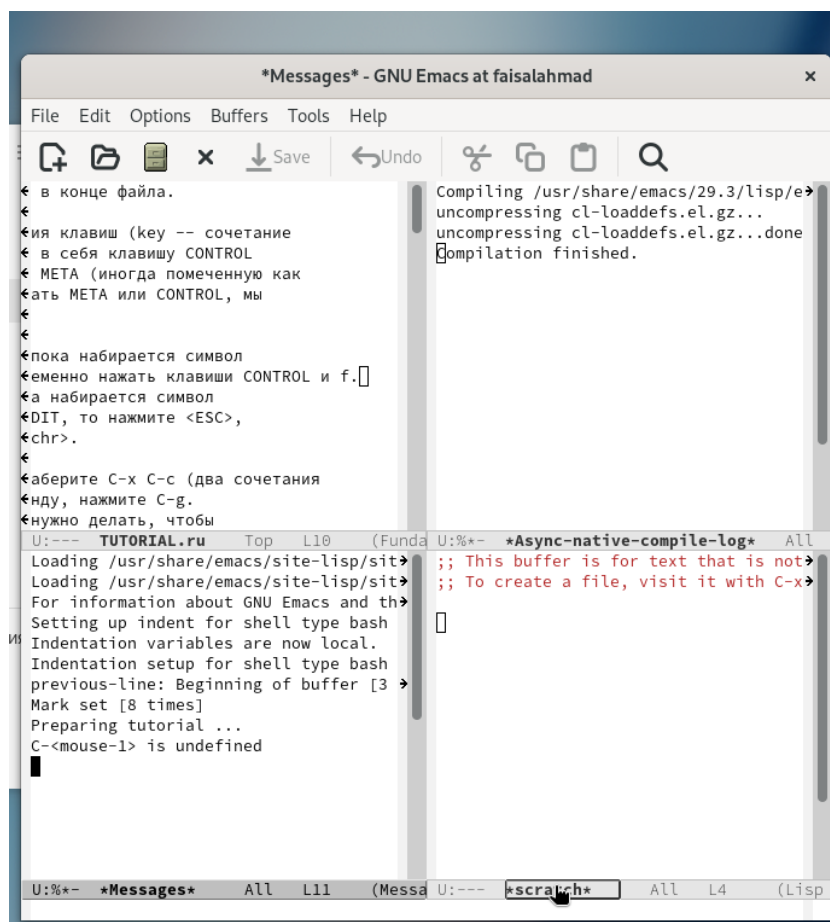 *Messages* - GNU Emacs at faisalahmad
File Edit Options Buffers Tools Help
Save Undo
в конце файла.
ия клавиш (key -- сочетание
в себя клавишу CONTROL
META (иногда помеченную как
ать META или CONTROL, мы
пока набирается символ
еменно нажать клавиши CONTROL и f.
а набирается символ
DIT, то нажмите <ESC>,
chr>.
аберите C-x C-c (два сочетания
нду, нажмите C-g.
нужно делать, чтобы
U:--- TUTORIAL.ru Top L10 (Funda
Compiling /usr/share/emacs/29.3/lisp/e
uncompressing cl-loaddefs.el.gz...
uncompressing cl-loaddefs.el.gz...done
Compilation finished.
U:%*- *Async-native-compile-log* All
Loading /usr/share/emacs/site-lisp/sit
Loading /usr/share/emacs/site-lisp/sit
For information about GNU Emacs and th
Setting up indent for shell type bash
Indentation variables are now local.
Indentation setup for shell type bash
previous-line: Beginning of buffer [3
Mark set [8 times]
Preparing tutorial ...
C-<mouse-1> is undefined
U:%*- *Messages* All L11 (Messa
;; This buffer is for text that is not
;; To create a file, visit it with C-x
U:--- *scratch* All L4 (Lisp